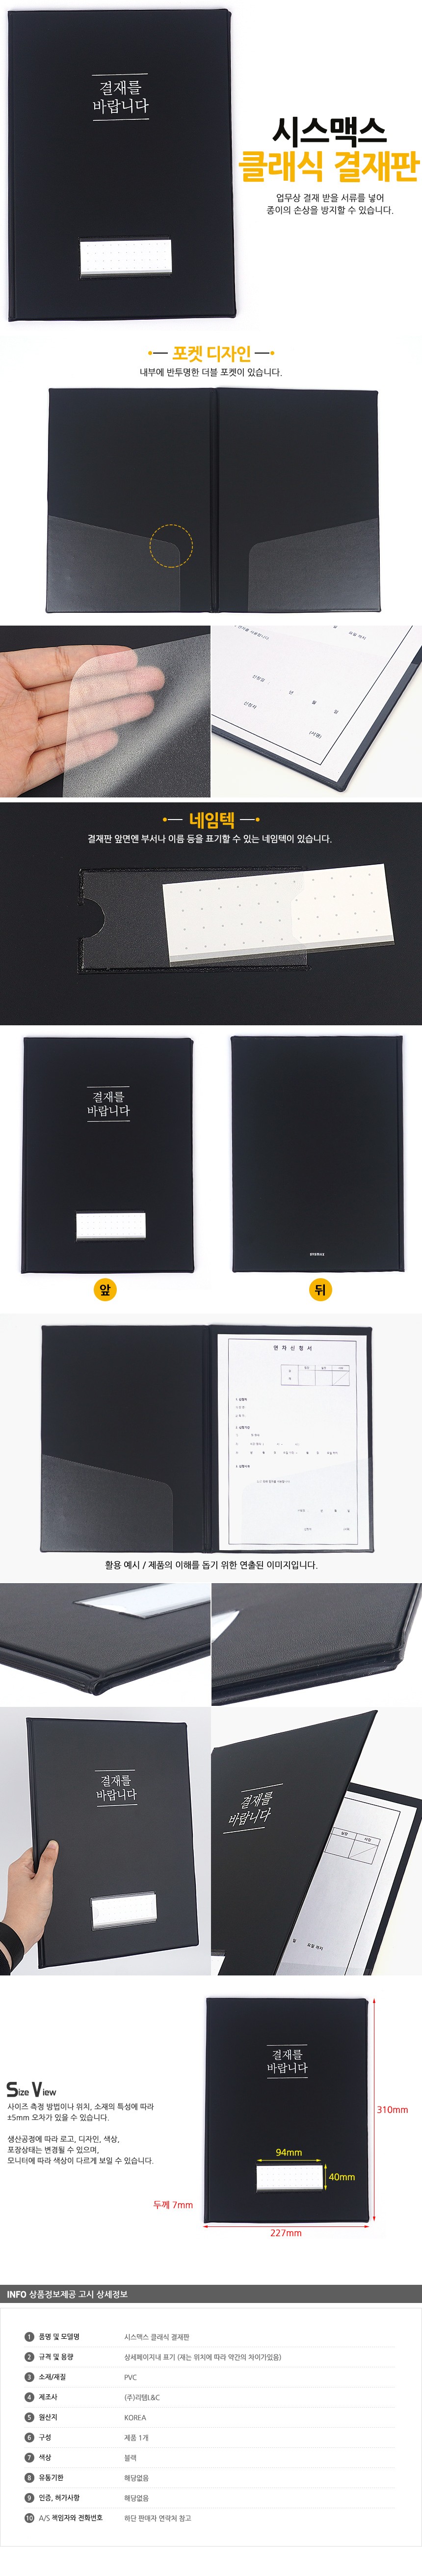 결재를
바랍니다
시스맥스
클래식 결재판
업무상 결재 받을 서류를 넣어
종이의 손상을 방지할 수 있습니다.
포켓 디자인
내부에 반투명한 더블 포켓이 있습니다.
년 월 일
신청자
(서명)
네임텍
결재판 앞면엔 부서나 이름 등을 표기할 수 있는 네임텍이 있습니다.
결재를
바랍니다
SYSMAX
앞
뒤
연 차 신 청 서
활용 예시 / 제품의 이해를 돕기 위한 연출된 이미지입니다.
결재를
바랍니다
결재를
바랍니다
결재를
바랍니다
Size View
사이즈 측정 방법이나 위치, 소재의 특성에 따라
±5mm 오차가 있을 수 있습니다.
생산공정에 따라 로고, 디자인, 색상,
포장상태는 변경될 수 있으며,
모니터에 따라 색상이 다르게 보일 수 있습니다.
310mm
94mm
40mm
두께 7mm
227mm
INFO 상품정보제공 고시 상세정보
1 품명 및 모델명 시스맥스 클래식 결재판
2 규격 및 용량 상세페이지내 표기 (재는 위치에 따라 약간의 차이가있음)
3 소재/재질 PVC
4 제조사 (주)리템L&C
5 원산지 KOREA
6 구성 제품 1개
7 색상 블랙
8 유통기한 해당없음
9 인증, 허가사항 해당없음
10 A/S 책임자와 전화번호 하단 판매자 연락처 참고